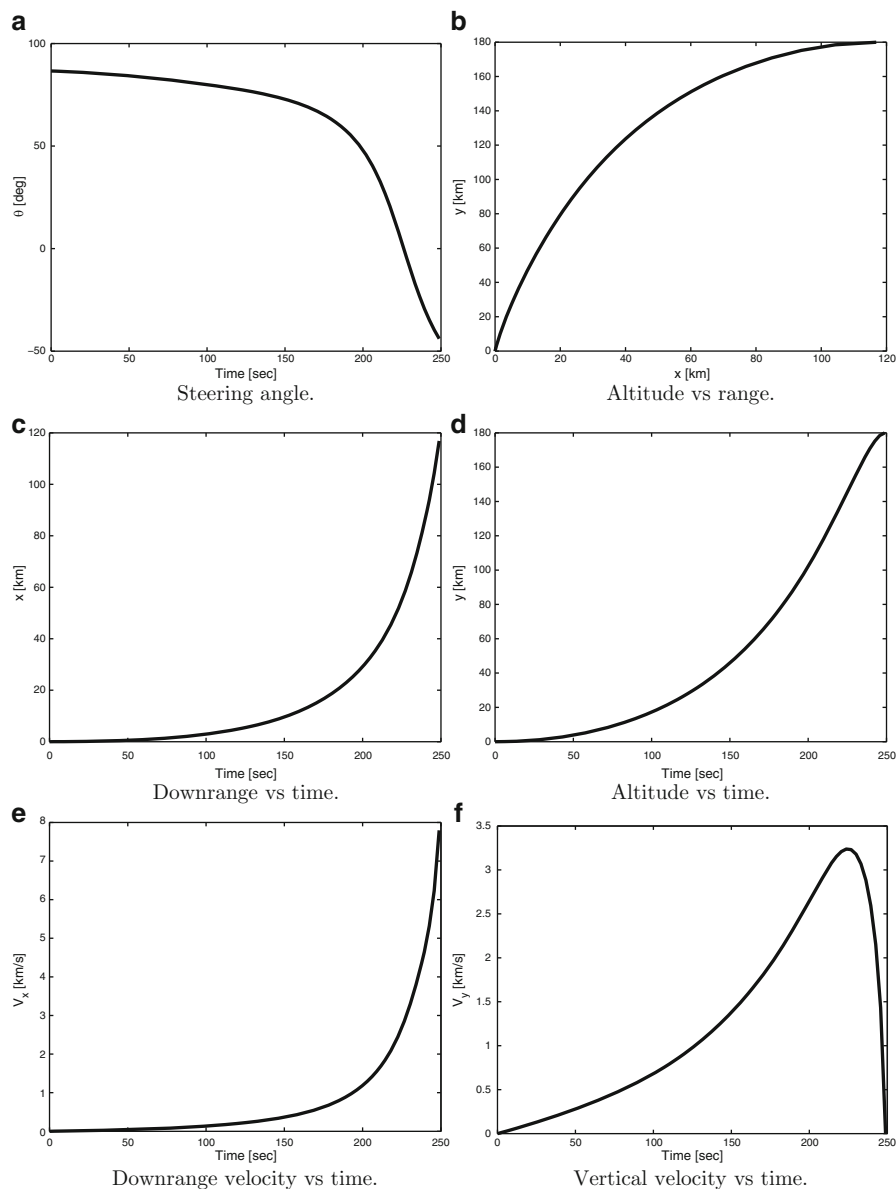 a
100
50
0
−50
θ [deg]
0 50 100 150 200 250
Time [sec]
Steering angle.
b
180
160
140
120
100
80
60
40
20
0
y [km]
0 20 40 60 80 100 120
x [km]
Altitude vs range.
c
120
100
80
60
40
20
0
x [km]
0 50 100 150 200 250
Time [sec]
Downrange vs time.
d
180
160
140
120
100
80
60
40
20
0
y [km]
0 50 100 150 200 250
Time [sec]
Altitude vs time.
e
8
7
6
5
4
3
2
1
0
Vx [km/s]
0 50 100 150 200 250
Time [sec]
Downrange velocity vs time.
f
3.5
3
2.5
2
1.5
1
0.5
0
Vy [km/s]
0 50 100 150 200 250
Time [sec]
Vertical velocity vs time.